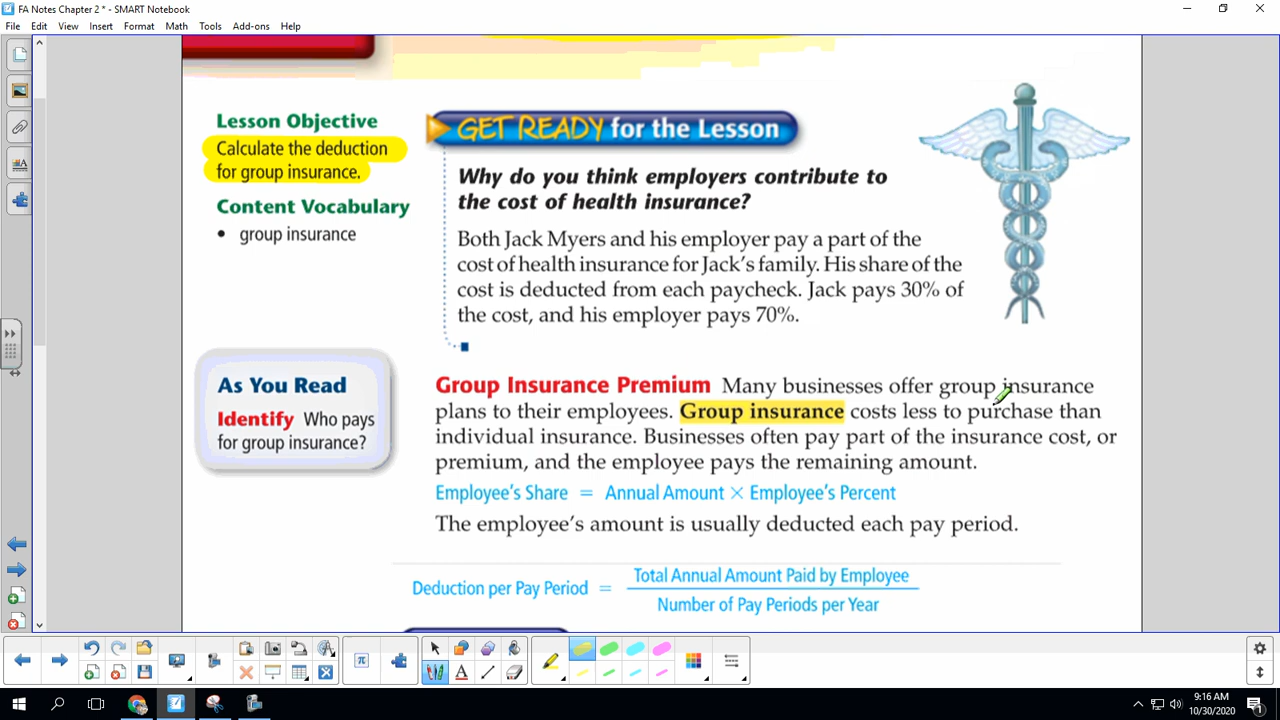 FA Notes Chapter 2 * - SMART Notebook
File Edit View Insert Format Math Tools Add-ons Help
Lesson Objective
Calculate the deduction
for group insurance.
Content Vocabulary
• group insurance
GET READY for the Lesson
Why do you think employers contribute to
the cost of health insurance?
Both Jack Myers and his employer pay a part of the
cost of health insurance for Jack's family. His share of the
cost is deducted from each paycheck. Jack pays 30% of
the cost, and his employer pays 70%.
As You Read
Identify Who pays
for group insurance?
Group Insurance Premium Many businesses offer group insurance
plans to their employees. Group insurance costs less to purchase than
individual insurance. Businesses often pay part of the insurance cost, or
premium, and the employee pays the remaining amount.
Employee's Share = Annual Amount × Employee's Percent
The employee's amount is usually deducted each pay period.
Deduction per Pay Period = Total Annual Amount Paid by Employee
Number of Pay Periods per Year
9:16 AM
10/30/2020